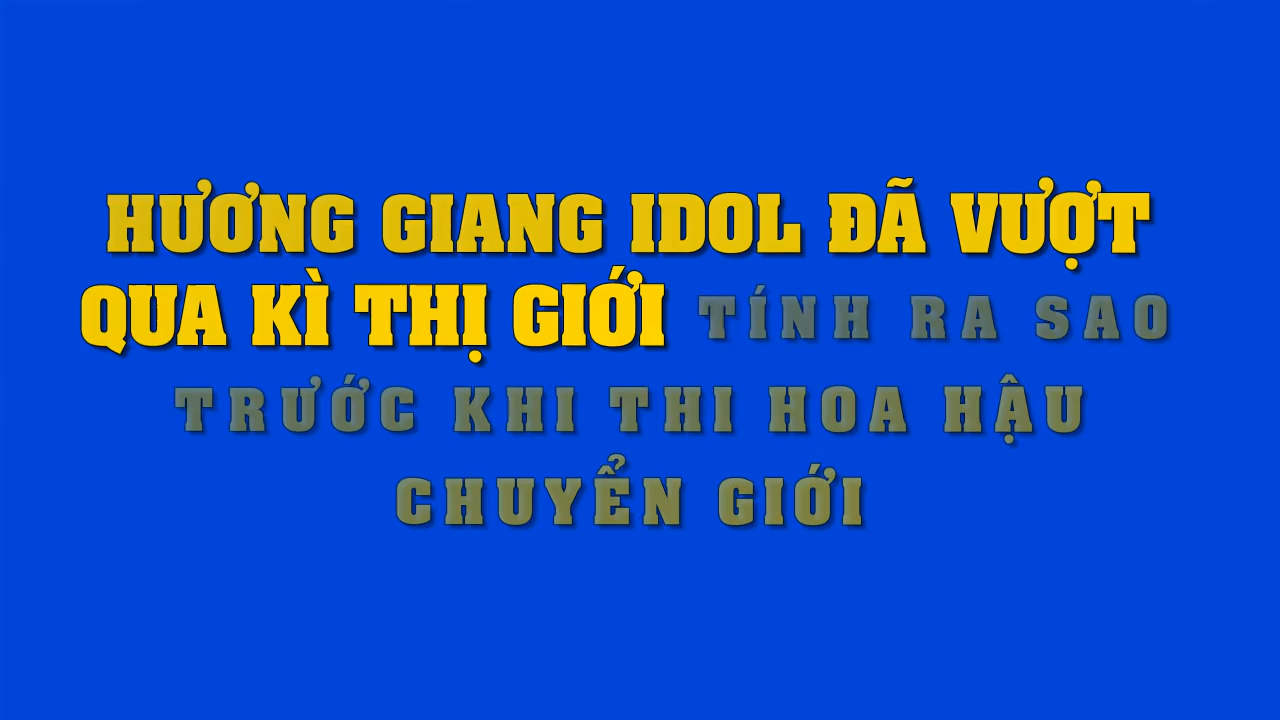 HƯƠNG GIANG IDOL ĐÃ VƯỢT
QUA KÌ THỊ GIỚI TÍNH RA SAO
TRƯỚC KHI THI HOA HẬU
CHUYỂN GIỚI